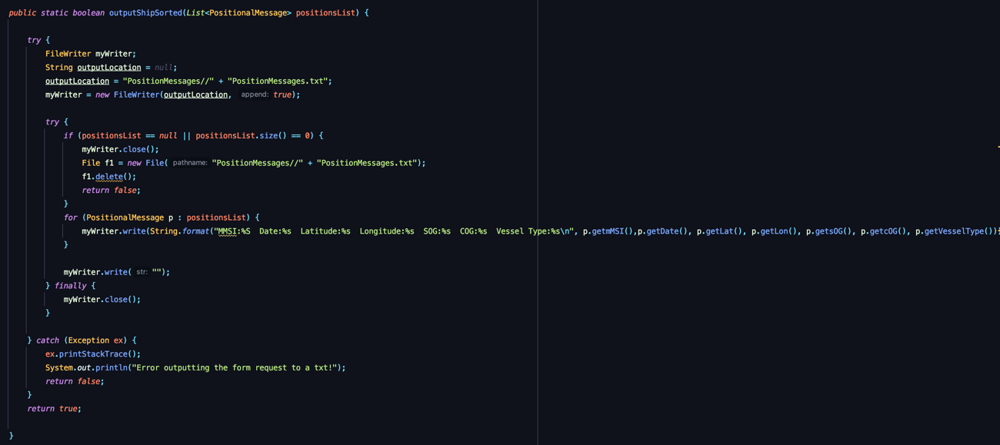 public static boolean outputShipSorted(List<PositionalMessage> positionsList) {
try {
FileWriter myWriter;
String outputLocation = null;
outputLocation = "PositionMessages//" + "PositionMessages.txt";
myWriter = new FileWriter(outputLocation, append: true);
try {
if (positionsList == null || positionsList.size() == 0) {
myWriter.close();
File f1 = new File( pathname: "PositionMessages//" + "PositionMessages.txt");
f1.delete();
return false;
}
for (PositionalMessage p : positionsList) {
myWriter.write(String.format("MMSI:%S  Date:%s  Latitude:%s  Longitude:%s  SOG:%s  COG:%s  Vessel Type:%s\n", p.getmMSI(),p.getDate(), p.getLat(), p.getLon(), p.getsOG(), p.getcOG(), p.getVesselType())
}
myWriter.write( str: "");
} finally {
myWriter.close();
}
} catch (Exception ex) {
ex.printStackTrace();
System.out.println("Error outputting the form request to a txt!");
return false;
}
return true;
}